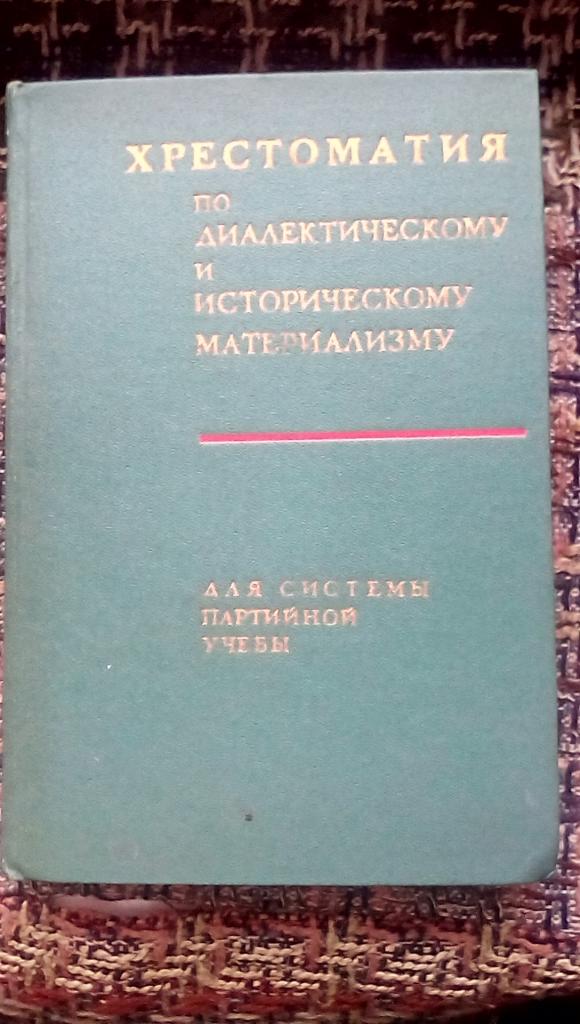 ХРЕСТОМАТИЯ
ПО
ДИАЛЕКТИЧЕСКОМУ
И
ИСТОРИЧЕСКОМУ
МАТЕРИАЛИЗМУ
ДЛЯ СИСТЕМЫ
ПАРТИЙНОЙ
УЧЕБЫ